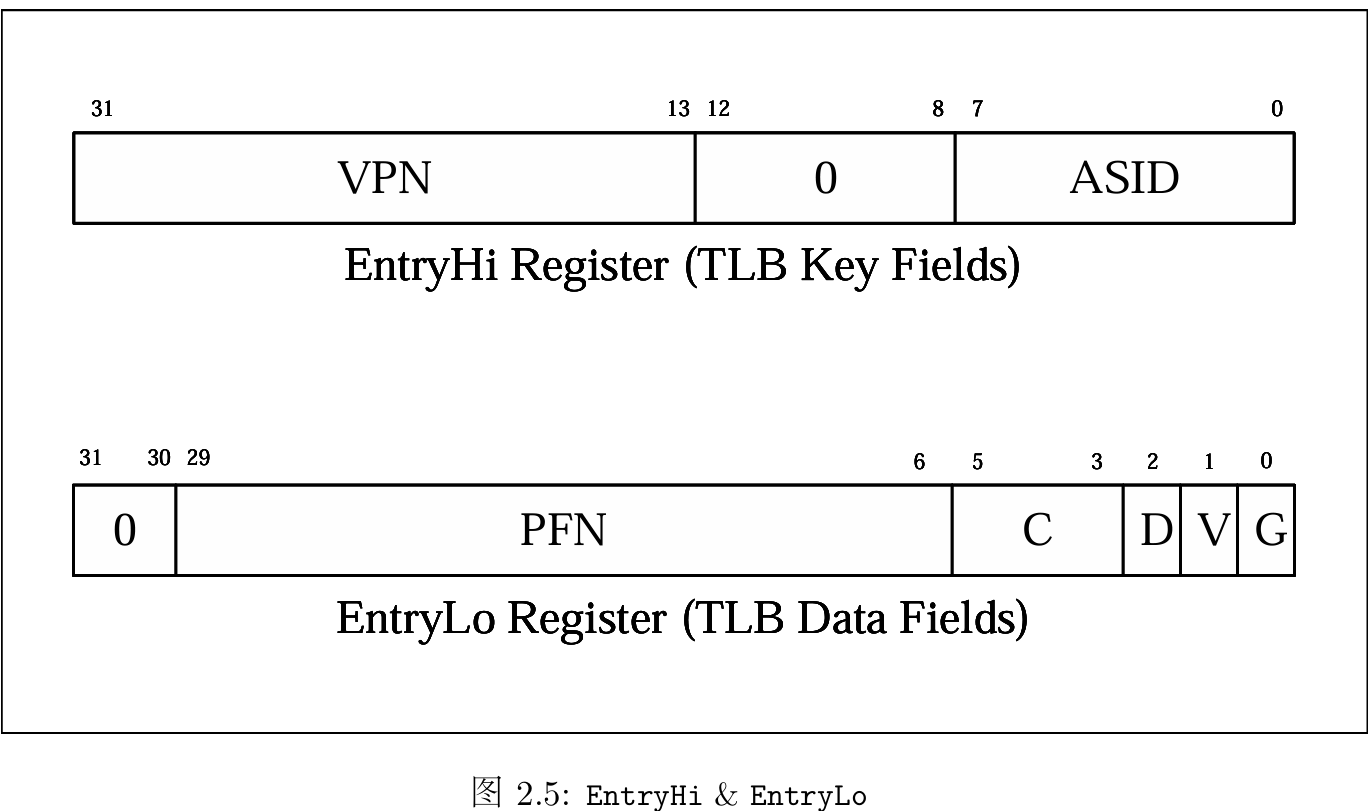 31 13 12 8 7 0
VPN 0 ASID
EntryHi Register (TLB Key Fields)
31 30 29 6 5 3 2 1 0
0 PFN C D V G
EntryLo Register (TLB Data Fields)
图 2.5: EntryHi & EntryLo